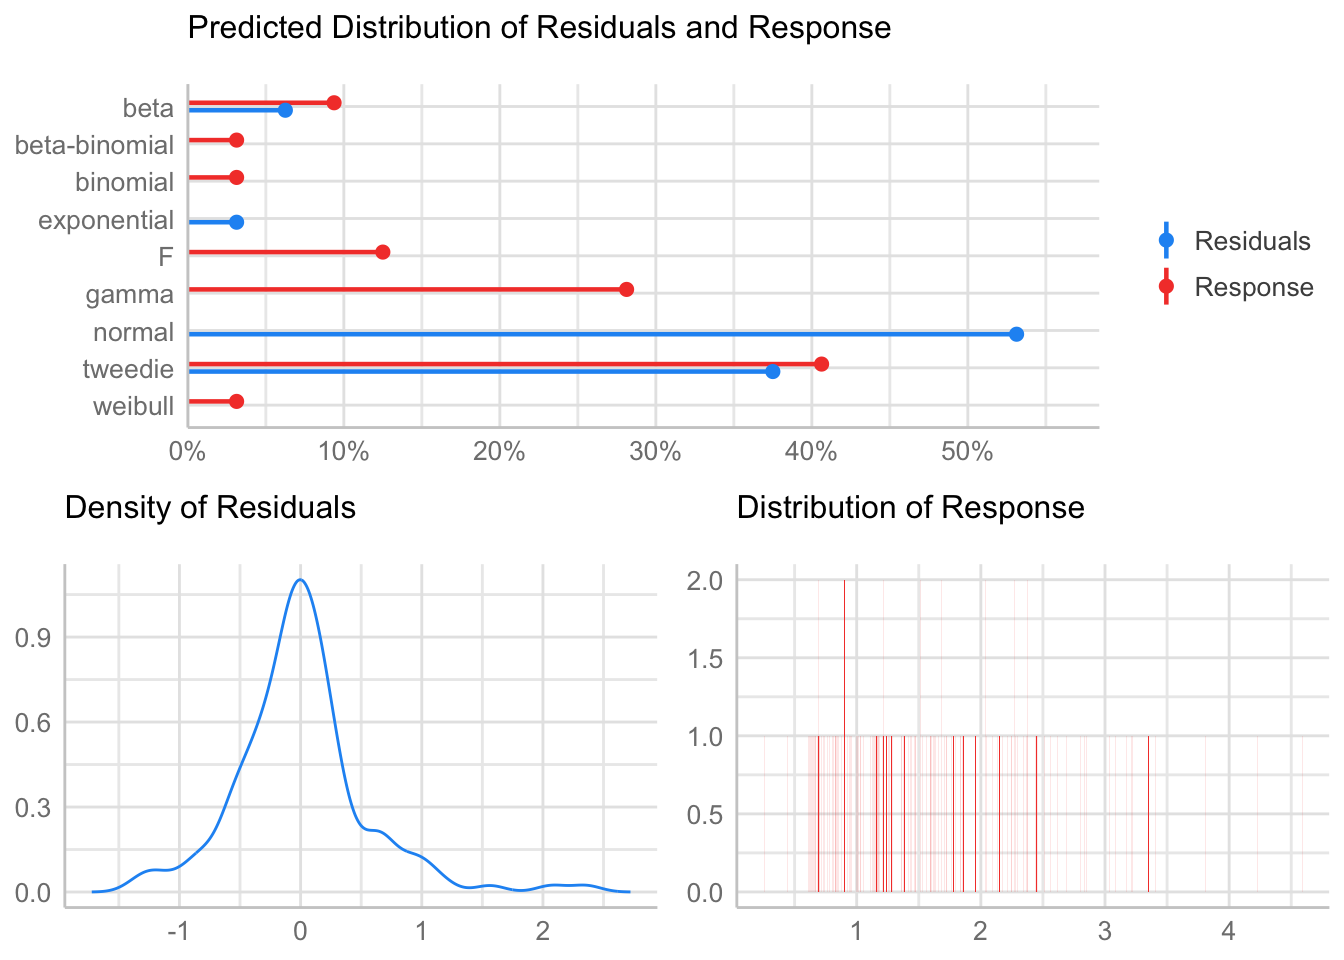 Predicted Distribution of Residuals and Response
beta
beta-binomial
binomial
exponential
F
gamma
normal
tweedie
weibull
0% 10% 20% 30% 40% 50%
Residuals
Response
Density of Residuals
0.9
0.6
0.3
0.0
-1 0 1 2
Distribution of Response
2.0
1.5
1.0
0.5
0.0
1 2 3 4